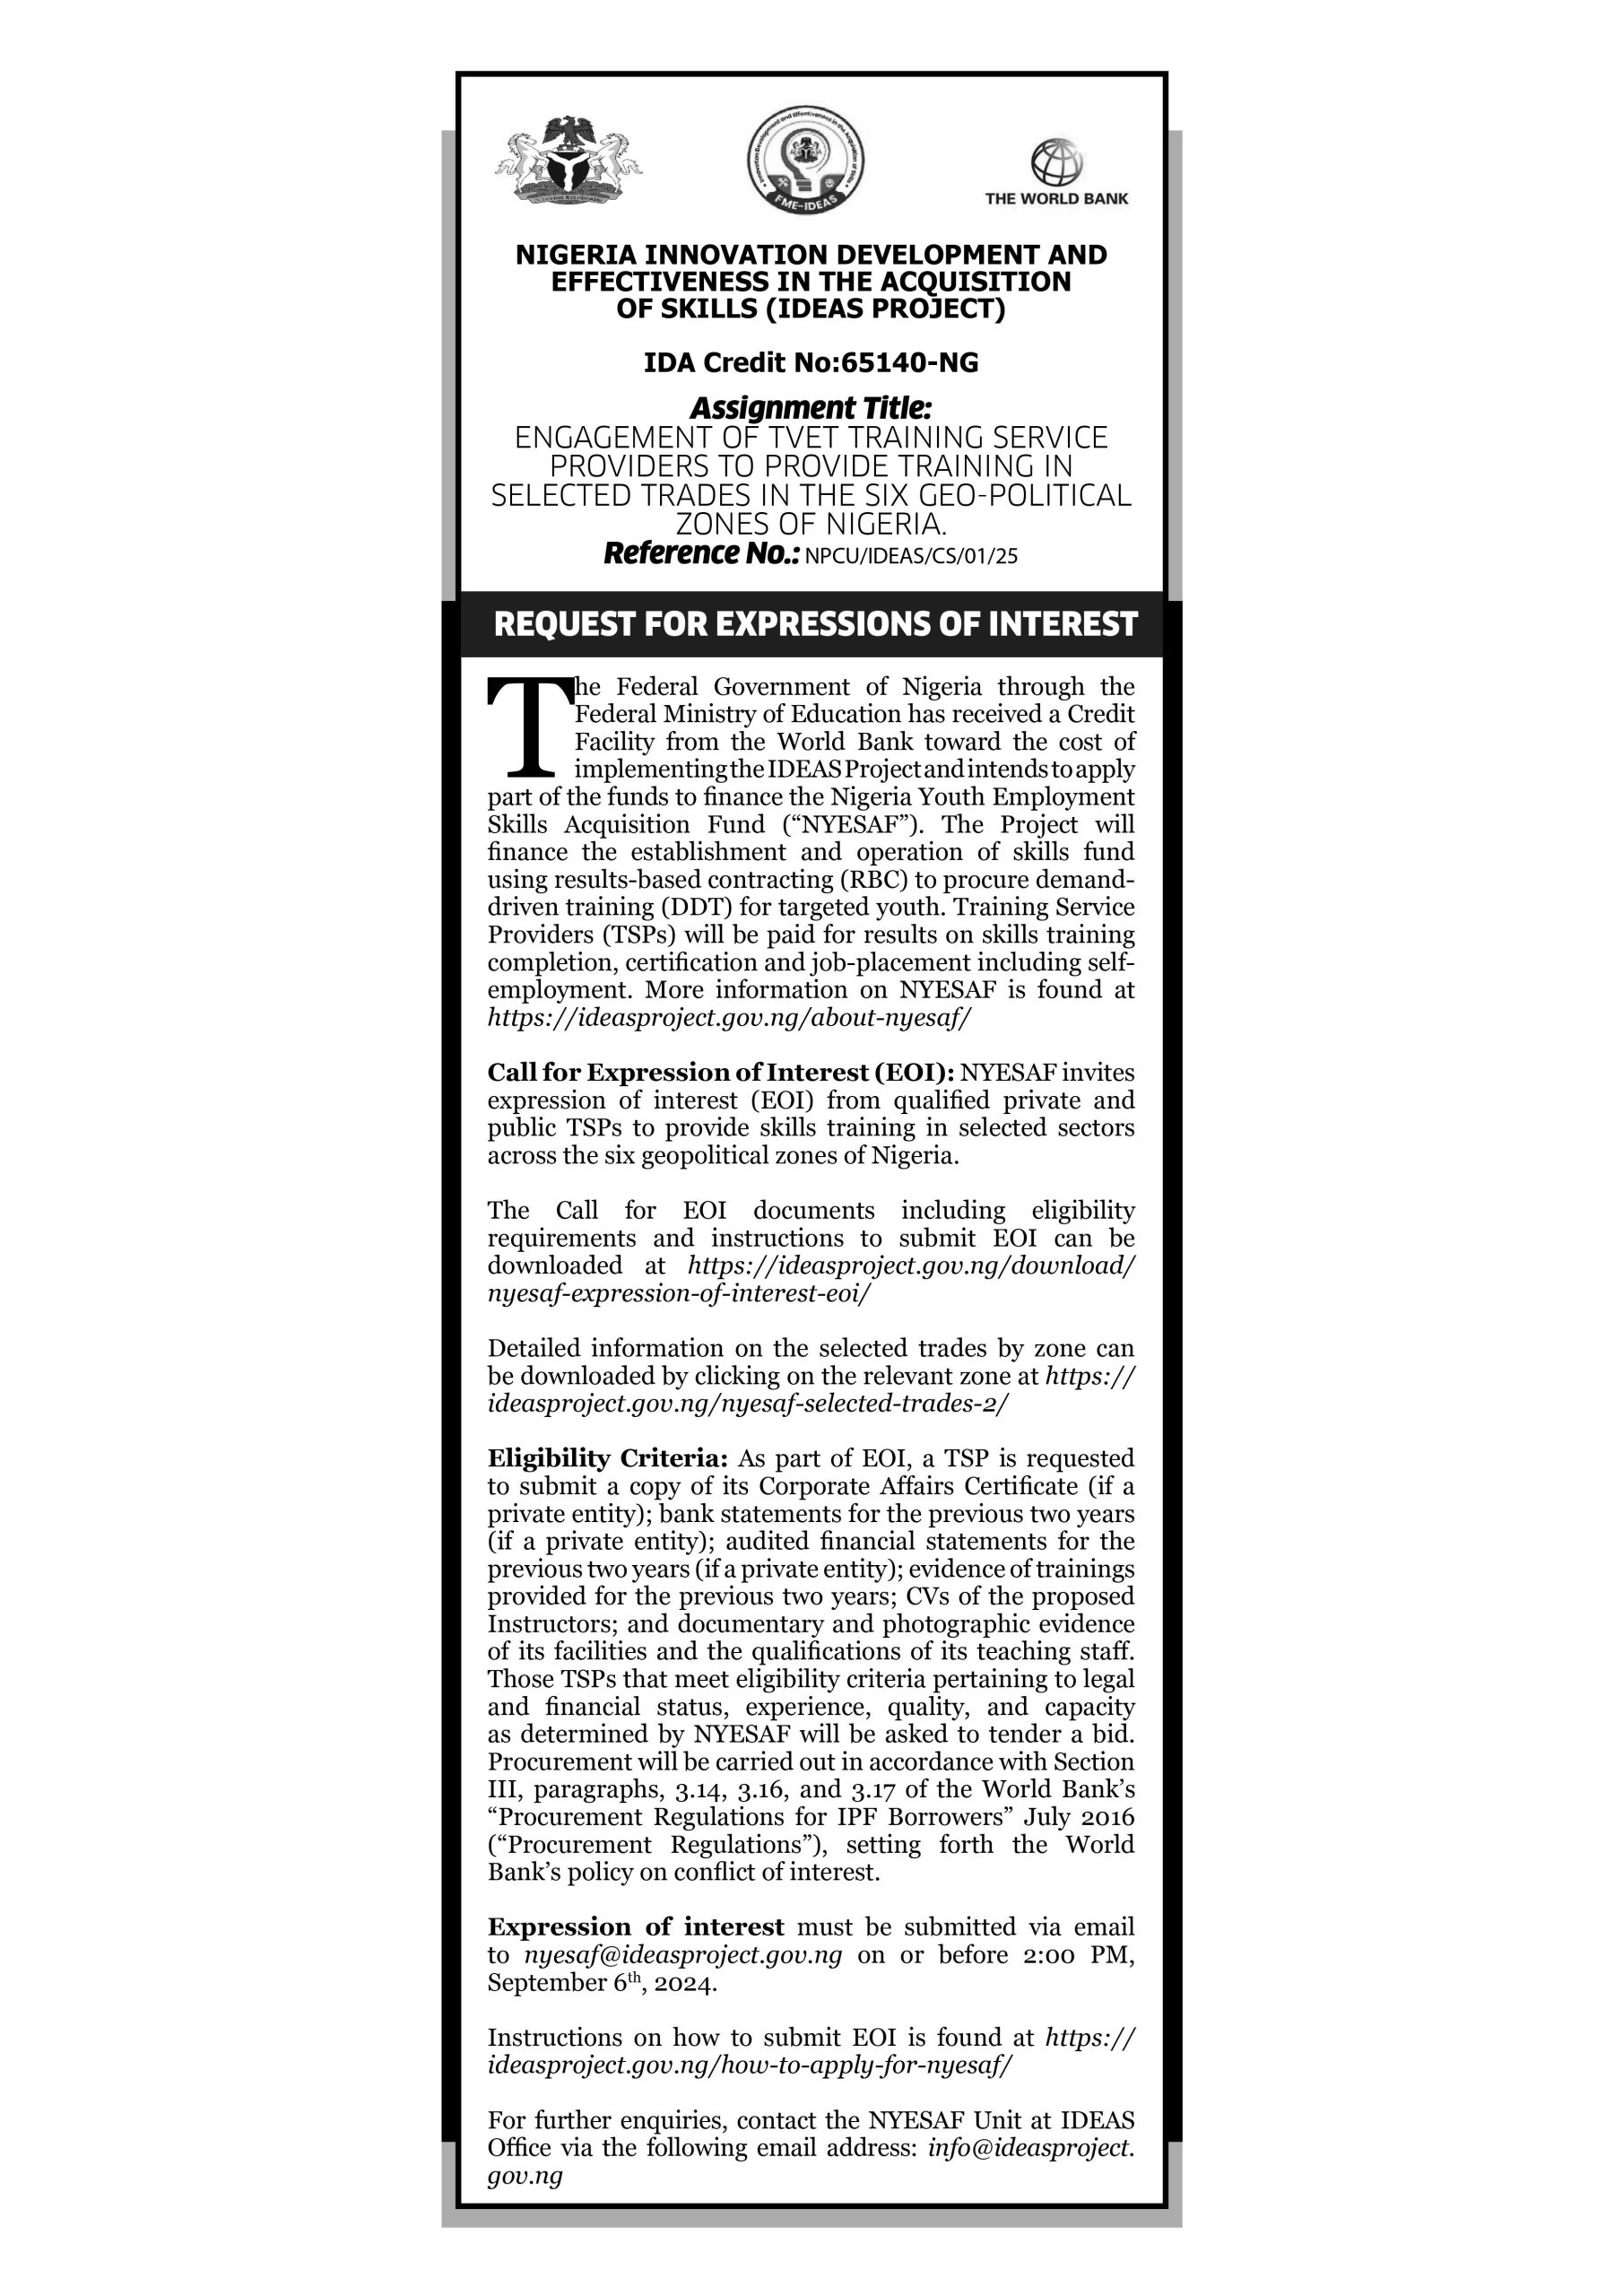 Innovation Development and Effectiveness in the Acquisition of Skills
FME-IDEAS
THE WORLD BANK
NIGERIA INNOVATION DEVELOPMENT AND
EFFECTIVENESS IN THE ACQUISITION
OF SKILLS (IDEAS PROJECT)
IDA Credit No:65140-NG
Assignment Title:
ENGAGEMENT OF TVET TRAINING SERVICE
PROVIDERS TO PROVIDE TRAINING IN
SELECTED TRADES IN THE SIX GEO-POLITICAL
ZONES OF NIGERIA.
Reference No.: NPCU/IDEAS/CS/01/25
REQUEST FOR EXPRESSIONS OF INTEREST
The Federal Government of Nigeria through the
Federal Ministry of Education has received a Credit
Facility from the World Bank toward the cost of
implementing the IDEAS Project and intends to apply
part of the funds to finance the Nigeria Youth Employment
Skills Acquisition Fund (“NYESAF”). The Project will
finance the establishment and operation of skills fund
using results-based contracting (RBC) to procure demand-
driven training (DDT) for targeted youth. Training Service
Providers (TSPs) will be paid for results on skills training
completion, certification and job-placement including self-
employment. More information on NYESAF is found at
https://ideasproject.gov.ng/about-nyesaf/
Call for Expression of Interest (EOI): NYESAF invites
expression of interest (EOI) from qualified private and
public TSPs to provide skills training in selected sectors
across the six geopolitical zones of Nigeria.
The Call for EOI documents including eligibility
requirements and instructions to submit EOI can be
downloaded at https://ideasproject.gov.ng/download/
nyesaf-expression-of-interest-eoi/
Detailed information on the selected trades by zone can
be downloaded by clicking on the relevant zone at https://
ideasproject.gov.ng/nyesaf-selected-trades-2/
Eligibility Criteria: As part of EOI, a TSP is requested
to submit a copy of its Corporate Affairs Certificate (if a
private entity); bank statements for the previous two years
(if a private entity); audited financial statements for the
previous two years (if a private entity); evidence of trainings
provided for the previous two years; CVs of the proposed
Instructors; and documentary and photographic evidence
of its facilities and the qualifications of its teaching staff.
Those TSPs that meet eligibility criteria pertaining to legal
and financial status, experience, quality, and capacity
as determined by NYESAF will be asked to tender a bid.
Procurement will be carried out in accordance with Section
III, paragraphs, 3.14, 3.16, and 3.17 of the World Bank’s
“Procurement Regulations for IPF Borrowers” July 2016
(“Procurement Regulations”), setting forth the World
Bank’s policy on conflict of interest.
Expression of interest must be submitted via email
to nyesaf@ideasproject.gov.ng on or before 2:00 PM,
September 6th, 2024.
Instructions on how to submit EOI is found at https://
ideasproject.gov.ng/how-to-apply-for-nyesaf/
For further enquiries, contact the NYESAF Unit at IDEAS
Office via the following email address: info@ideasproject.
gov.ng